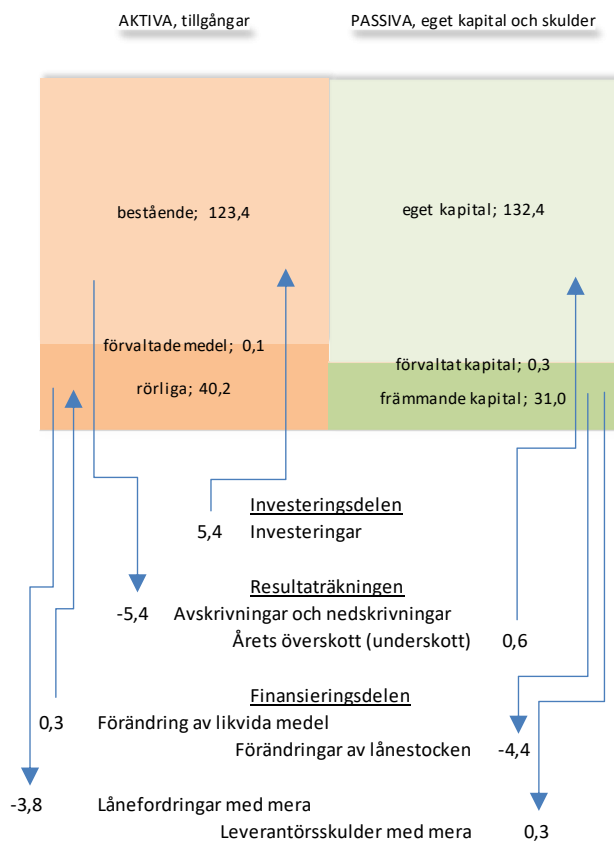 AKTIVA, tillgångar PASSIVA, eget kapital och skulder
bestående; 123,4 eget kapital; 132,4
förvaltade medel; 0,1 förvaltat kapital; 0,3
rörliga; 40,2 främmande kapital; 31,0
Investeringsdelen
5,4 Investeringar
Resultaträkningen
-5,4 Avskrivningar och nedskrivningar
Årets överskott (underskott) 0,6
Finansieringsdelen
0,3 Förändring av likvida medel
Förändringar av lånestocken -4,4
-3,8 Lånefordringar med mera
Leverantörsskulder med mera 0,3